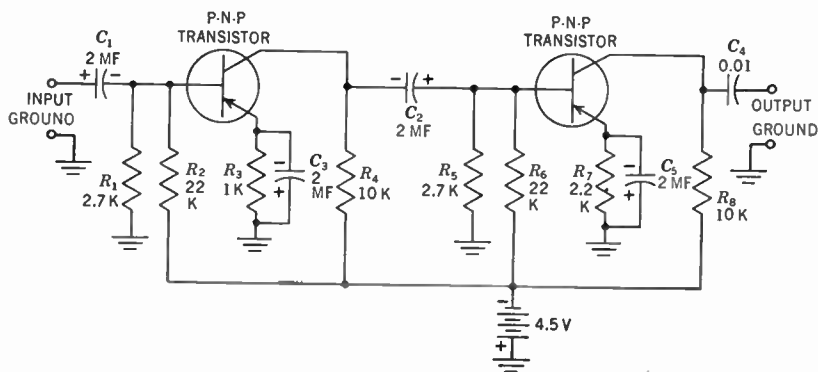 P-N-P
TRANSISTOR
P-N-P
TRANSISTOR
C1
2 MF
+ -
INPUT
GROUND
R1
2.7 K
R2
22
K
R3
1K
- C3
2
+ MF
R4
10 K
- +
C2
2 MF
R5
2.7 K
R6
22
K
R7
2.2
K
- C5
+ 2 MF
C4
0.01
OUTPUT
GROUND
R8
10 K
-
4.5 V
+